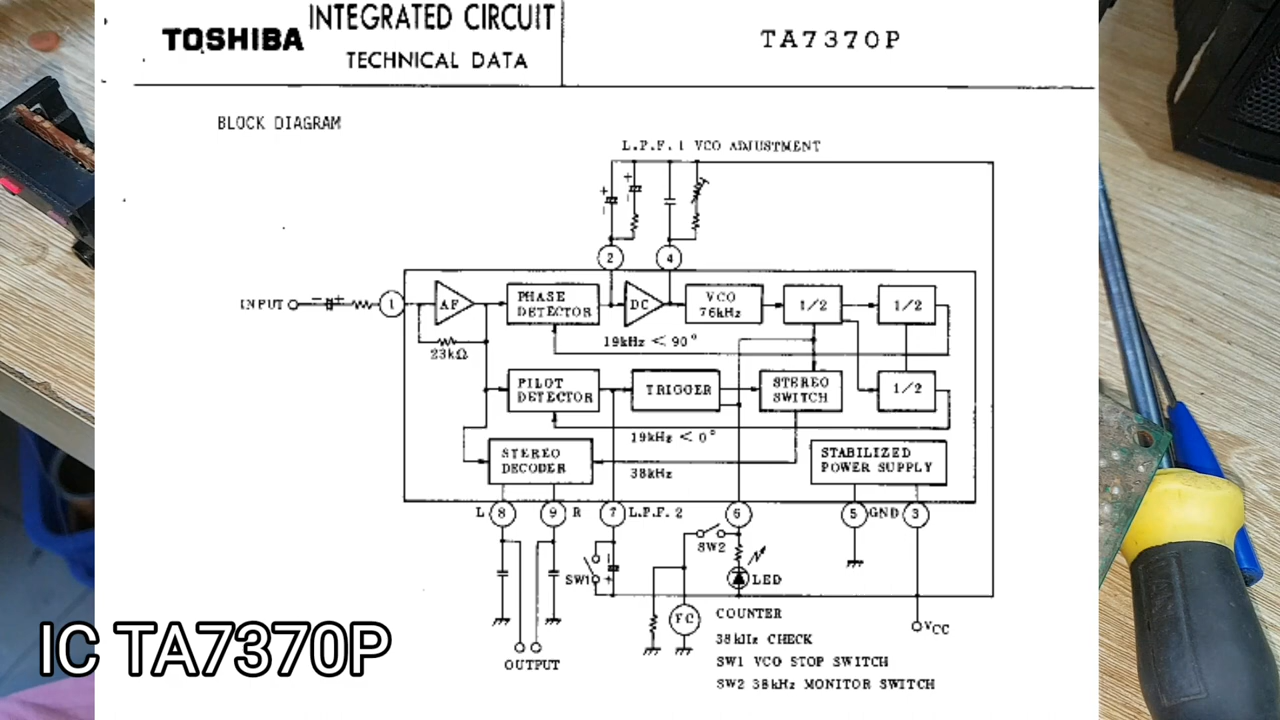 TOSHIBA
INTEGRATED CIRCUIT
TECHNICAL DATA
TA7370P
BLOCK DIAGRAM
L.P.F. 1 VCO ADJUSTMENT
2
4
INPUT
1
AF
PHASE
DETECTOR
DC
VCO
76kHz
1/2
1/2
23kΩ
19kHz < 90°
PILOT
DETECTOR
TRIGGER
STEREO
SWITCH
1/2
19kHz < 0°
STEREO
DECODER
38kHz
STABILIZED
POWER SUPPLY
L 8
9 R
7 L.P.F. 2
6
5 GND 3
SW2
SW1
LED
FC
COUNTER
VCC
38kHz CHECK
OUTPUT
SW1 VCO STOP SWITCH
SW2 38kHz MONITOR SWITCH
IC TA7370P